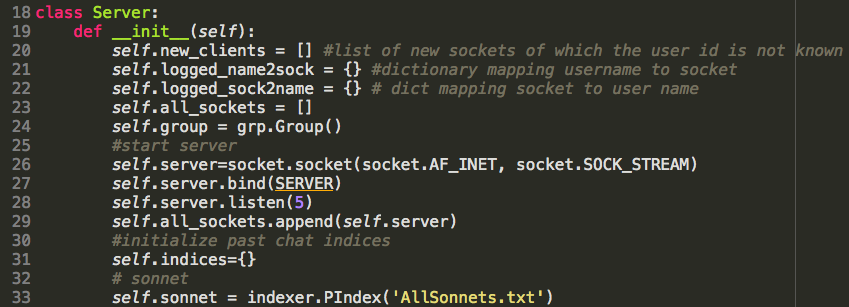 18 class Server:
19     def __init__(self):
20         self.new_clients = [] #list of new sockets of which the user id is not known
21         self.logged_name2sock = {} #dictionary mapping username to socket
22         self.logged_sock2name = {} # dict mapping socket to user name
23         self.all_sockets = []
24         self.group = grp.Group()
25         #start server
26         self.server=socket.socket(socket.AF_INET, socket.SOCK_STREAM)
27         self.server.bind(SERVER)
28         self.server.listen(5)
29         self.all_sockets.append(self.server)
30         #initialize past chat indices
31         self.indices={}
32         # sonnet
33         self.sonnet = indexer.PIndex('AllSonnets.txt')